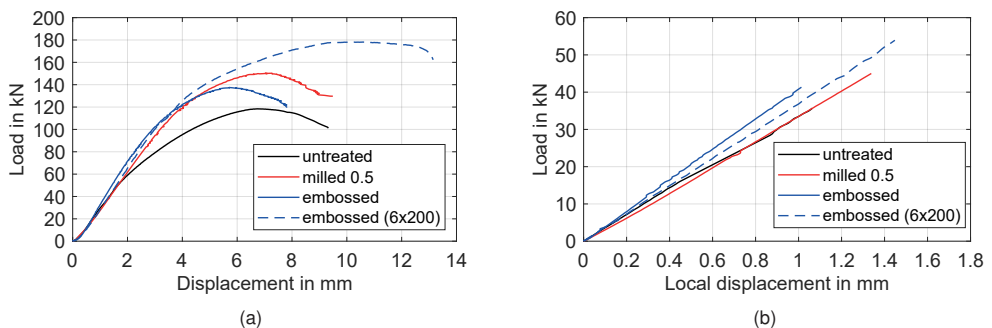 200
180
160
140
120
100
80
60
40
20
0
Load in kN
0 2 4 6 8 10 12 14
Displacement in mm
untreated
milled 0.5
embossed
embossed (6x200)
(a)
60
50
40
30
20
10
0
Load in kN
0 0.2 0.4 0.6 0.8 1.0 1.2 1.4 1.6 1.8
Local displacement in mm
untreated
milled 0.5
embossed
embossed (6x200)
(b)